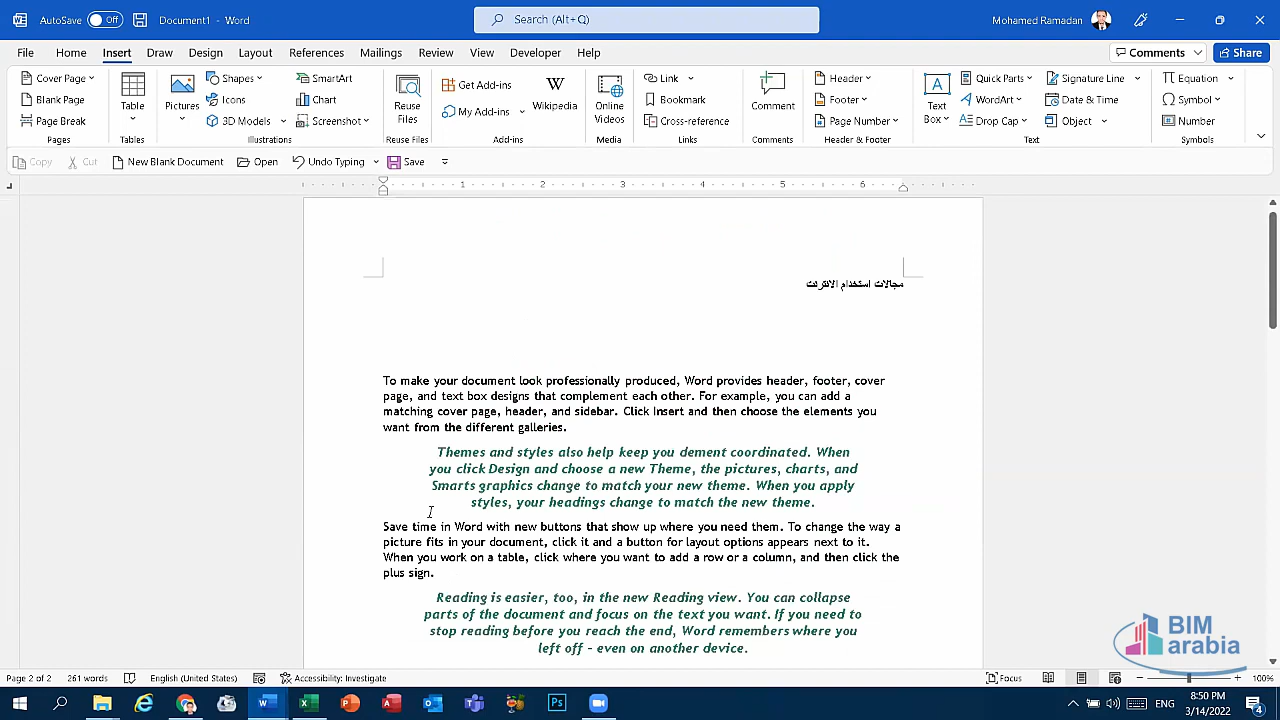 AutoSave Off Document1 - Word Search (Alt+Q) Mohamed Ramadan
File Home Insert Draw Design Layout References Mailings Review View Developer Help Comments Share
Cover Page
Blank Page
Page Break
Pages
Table
Tables
Pictures
Shapes
Icons
3D Models
SmartArt
Chart
Screenshot
Illustrations
Reuse
Files
Reuse Files
Get Add-ins
My Add-ins
Wikipedia
Add-ins
Online
Videos
Media
Link
Bookmark
Cross-reference
Links
Comment
Comments
Header
Footer
Page Number
Header & Footer
Text
Box
Quick Parts
WordArt
Drop Cap
Signature Line
Date & Time
Object
Text
Equation
Symbol
Number
Symbols
Copy Cut New Blank Document Open Undo Typing Save
1 2 3 4 5 6
مجالات استخدام الانترنت
To make your document look professionally produced, Word provides header, footer, cover
page, and text box designs that complement each other. For example, you can add a
matching cover page, header, and sidebar. Click Insert and then choose the elements you
want from the different galleries.
Themes and styles also help keep you dement coordinated. When
you click Design and choose a new Theme, the pictures, charts, and
Smarts graphics change to match your new theme. When you apply
styles, your headings change to match the new theme.
Save time in Word with new buttons that show up where you need them. To change the way a
picture fits in your document, click it and a button for layout options appears next to it.
When you work on a table, click where you want to add a row or a column, and then click the
plus sign.
Reading is easier, too, in the new Reading view. You can collapse
parts of the document and focus on the text you want. If you need to
stop reading before you reach the end, Word remembers where you
left off - even on another device.
BIM
arabia
Page 2 of 2 261 words English (United States) Accessibility: Investigate Focus 100%
ENG
8:50 PM
3/14/2022